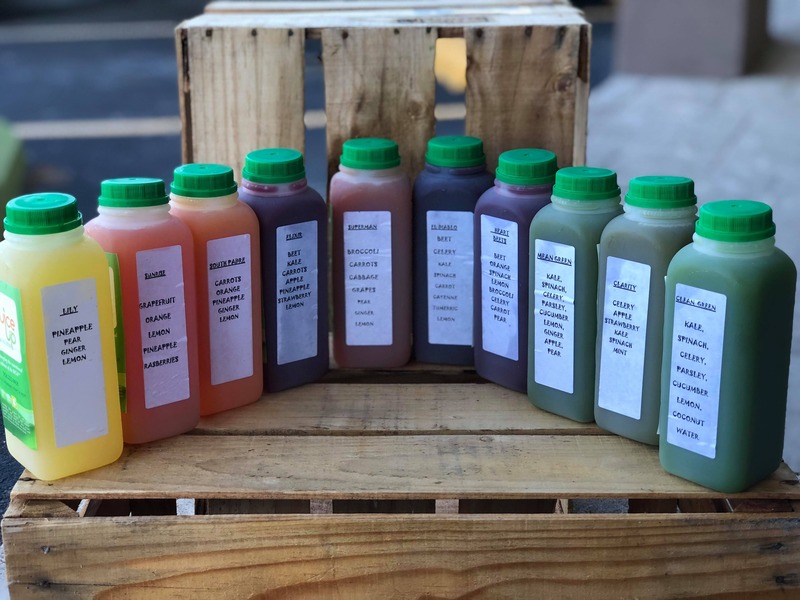 LILY
PINEAPPLE
PEAR
GINGER
LEMON
SUNRISE
GRAPEFRUIT
ORANGE
LEMON
PINEAPPLE
RASBERRIES
SOUTH PADRE
CARROTS
ORANGE
PINEAPPLE
GINGER
LEMON
ELIXIR
BEET
KALE
CARROTS
APPLE
PINEAPPLE
STRAWBERRY
LEMON
SUPERMAN
BROCCOLI
CARROTS
CABBAGE
GRAPES
PEAR
GINGER
LEMON
EL DIABLO
BEET
CELERY
KALE
SPINACH
CARROT
CAYENNE
TUMERIC
LEMON
HEART
BEETS
BEET
ORANGE
SPINACH
LEMON
BROCCOLI
CELERY
CARROT
PEAR
MEAN GREEN
KALE,
SPINACH,
CELERY,
PARSLEY,
CUCUMBER
LEMON,
GINGER
APPLE,
PEAR
CLARITY
CELERY
APPLE
STRAWBERRY
KALE
SPINACH
MINT
CLEAN GREEN
KALE,
SPINACH,
CELERY,
PARSLEY,
CUCUMBER
LEMON,
COCONUT
WATER